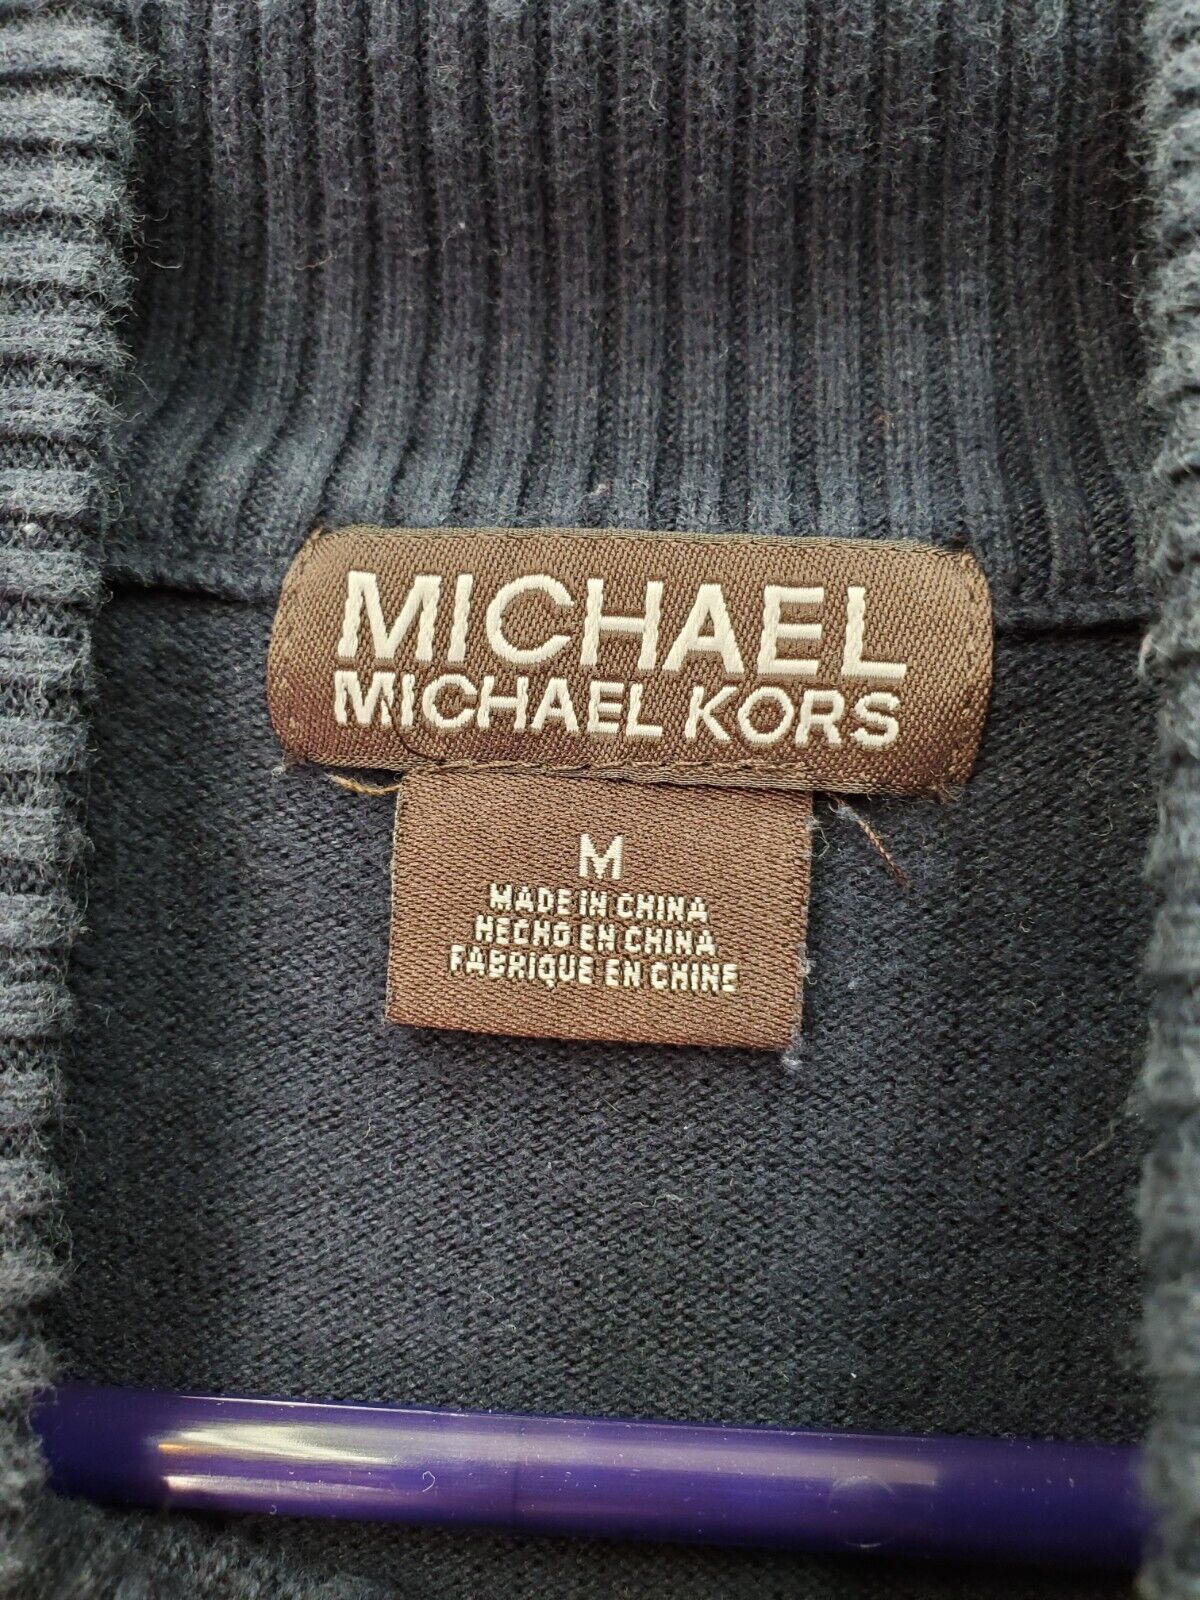 MICHAEL
MICHAEL KORS
M
MADE IN CHINA
HECHO EN CHINA
FABRIQUE EN CHINE